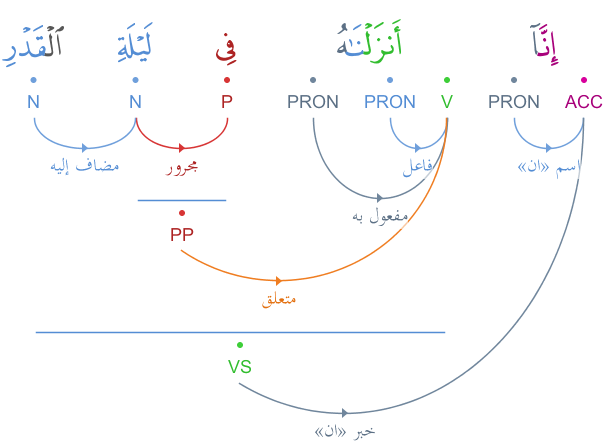 إِنَّآ أَنزَلْنَـٰهُ فِى لَيْلَةِ ٱلْقَدْرِ
ACC PRON V PRON PRON P N N
اسم «ان» فاعل مجرور مضاف إليه
مفعول به
PP
متعلق
VS
خبر «ان»